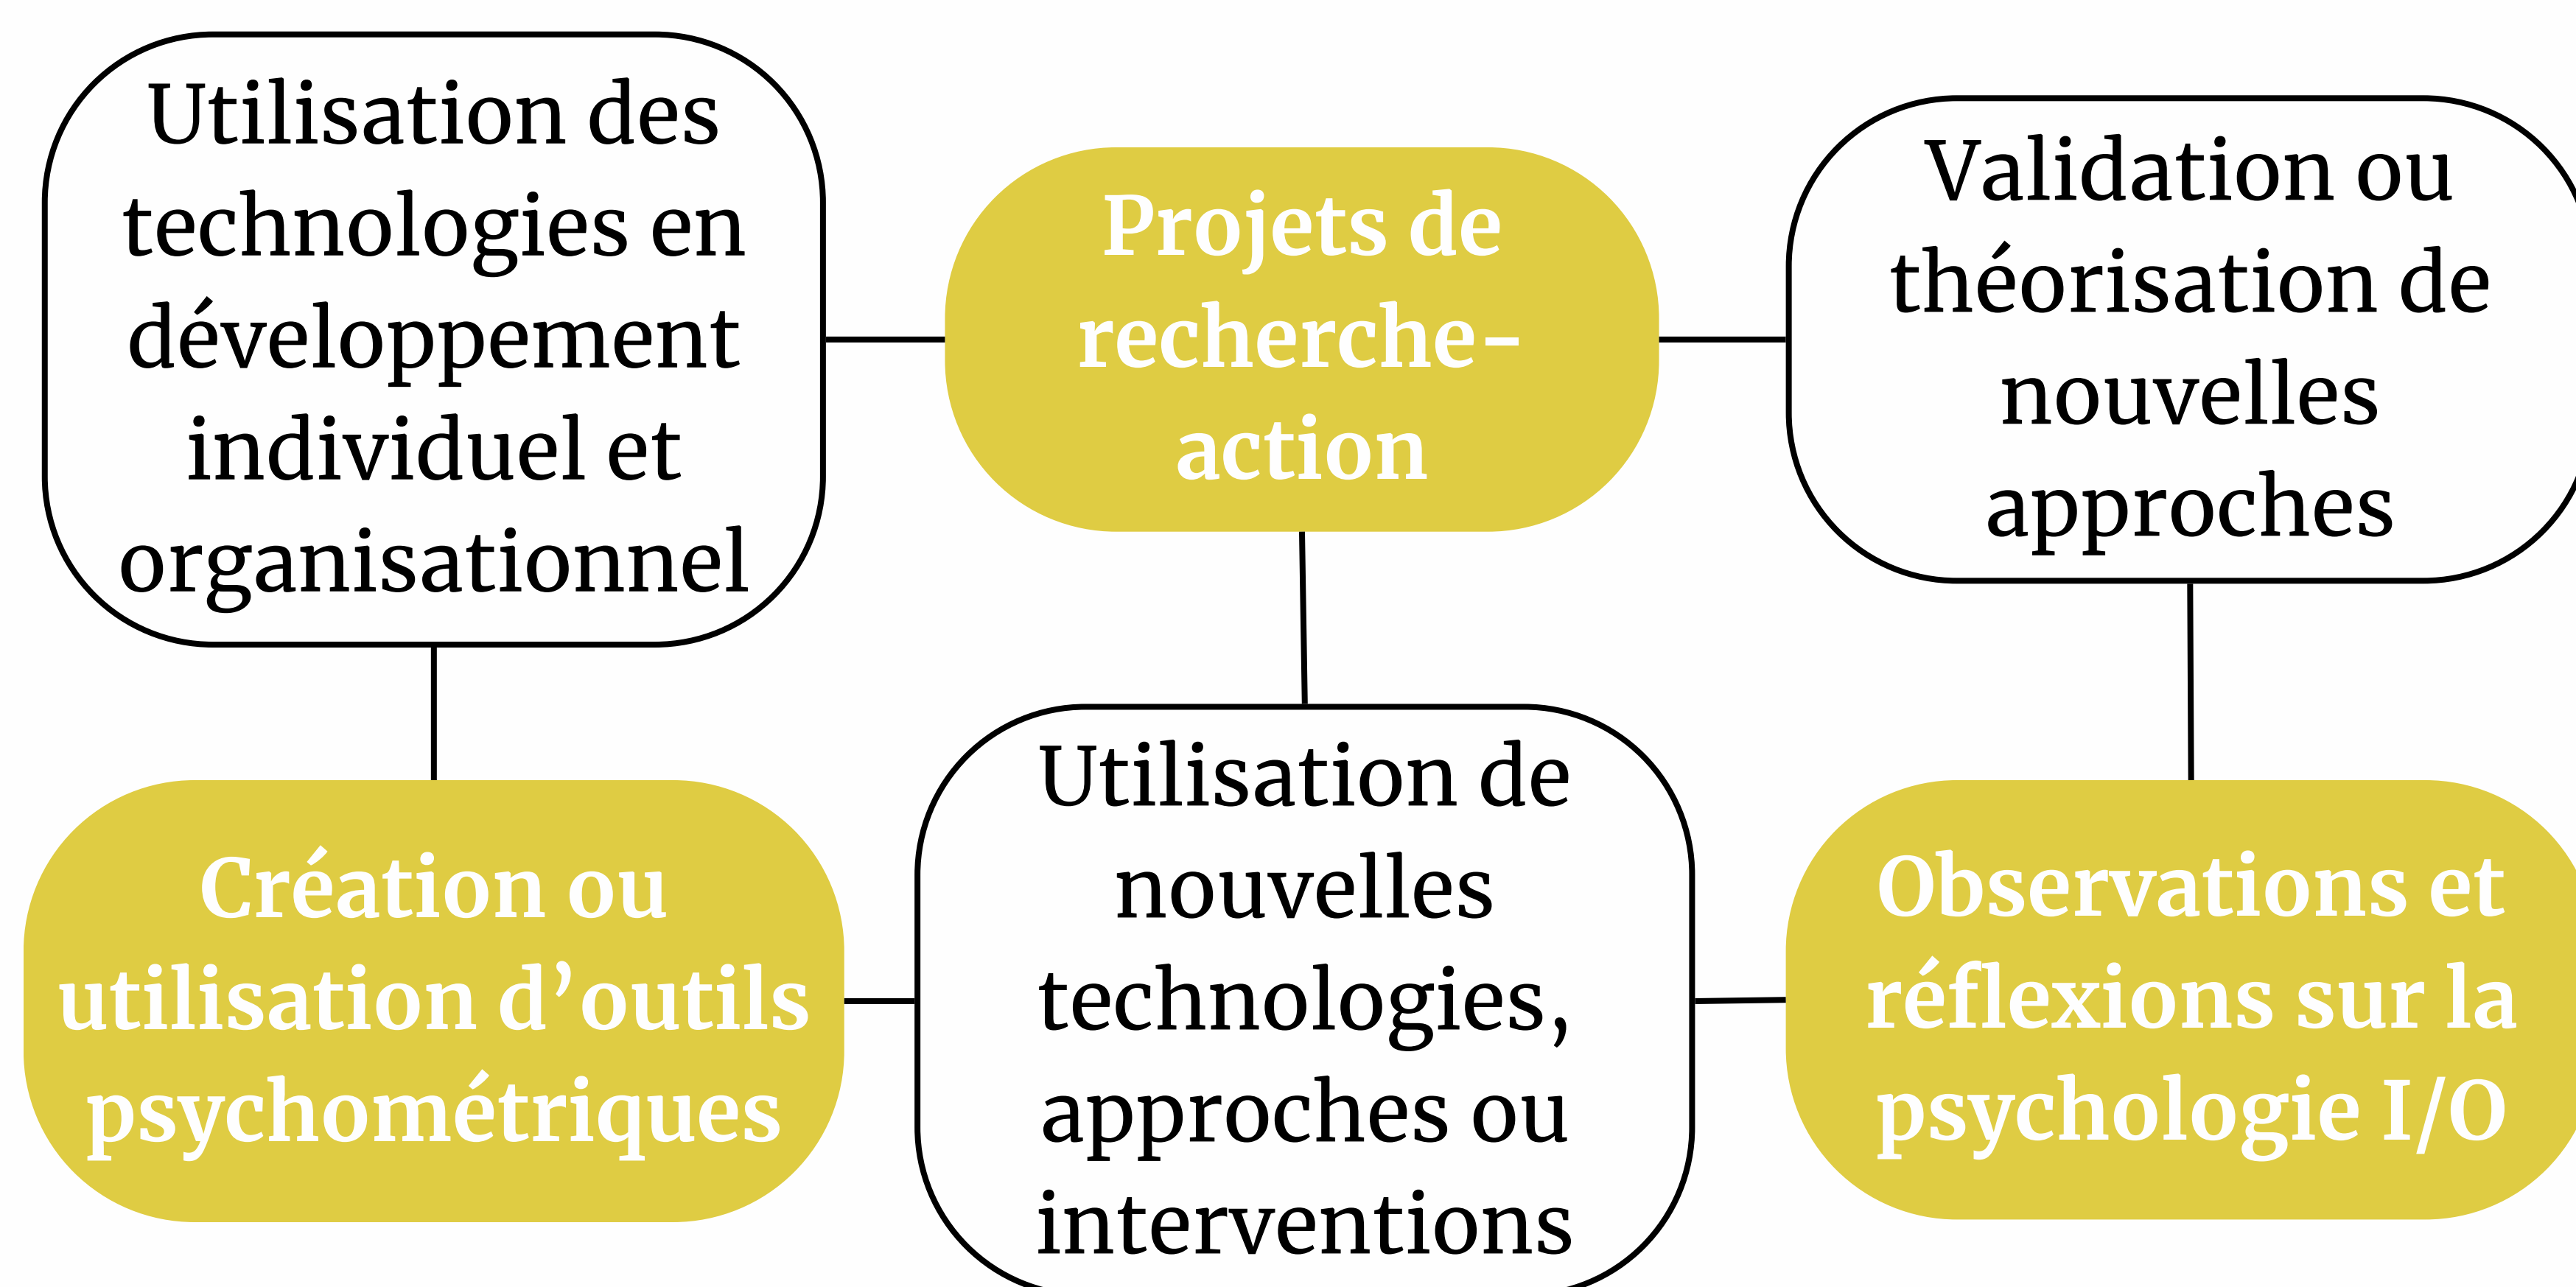 Utilisation des
technologies en
développement
individuel et
organisationnel
Projets de
recherche-
action
Validation ou
théorisation de
nouvelles
approches
Création ou
utilisation d’outils
psychométriques
Utilisation de
nouvelles
technologies,
approches ou
interventions
Observations et
réflexions sur la
psychologie I/O